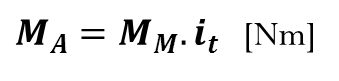 M_A = M_M. i_t [Nm]